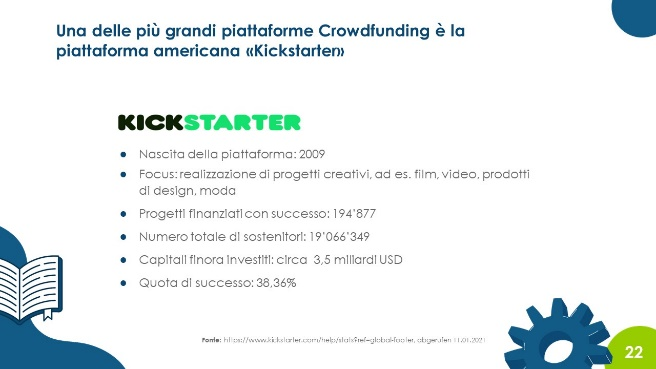 Una delle più grandi piattaforme Crowdfunding è la
piattaforma americana «Kickstarter»
KICKSTARTER
● Nascita della piattaforma: 2009
● Focus: realizzazione di progetti creativi, ad es. film, video, prodotti
di design, moda
● Progetti finanziati con successo: 194’877
● Numero totale di sostenitori: 19’066’349
● Capitali finora investiti: circa 3,5 miliardi USD
● Quota di successo: 38,36%
Fonte: https://www.kickstarter.com/help/stats?ref=global-footer, abgerufen 11.01.2021
22